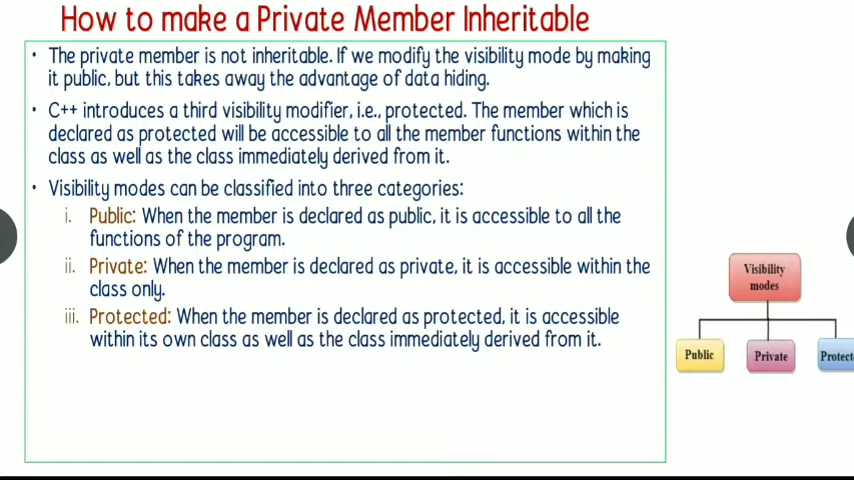 How to make a Private Member Inheritable
• The private member is not inheritable. If we modify the visibility mode by making
it public, but this takes away the advantage of data hiding.
• C++ introduces a third visibility modifier, i.e., protected. The member which is
declared as protected will be accessible to all the member functions within the
class as well as the class immediately derived from it.
• Visibility modes can be classified into three categories:
i. Public: When the member is declared as public, it is accessible to all the
functions of the program.
ii. Private: When the member is declared as private, it is accessible within the
class only.
iii. Protected: When the member is declared as protected, it is accessible
within its own class as well as the class immediately derived from it.
Visibility
modes
Public
Private
Protect